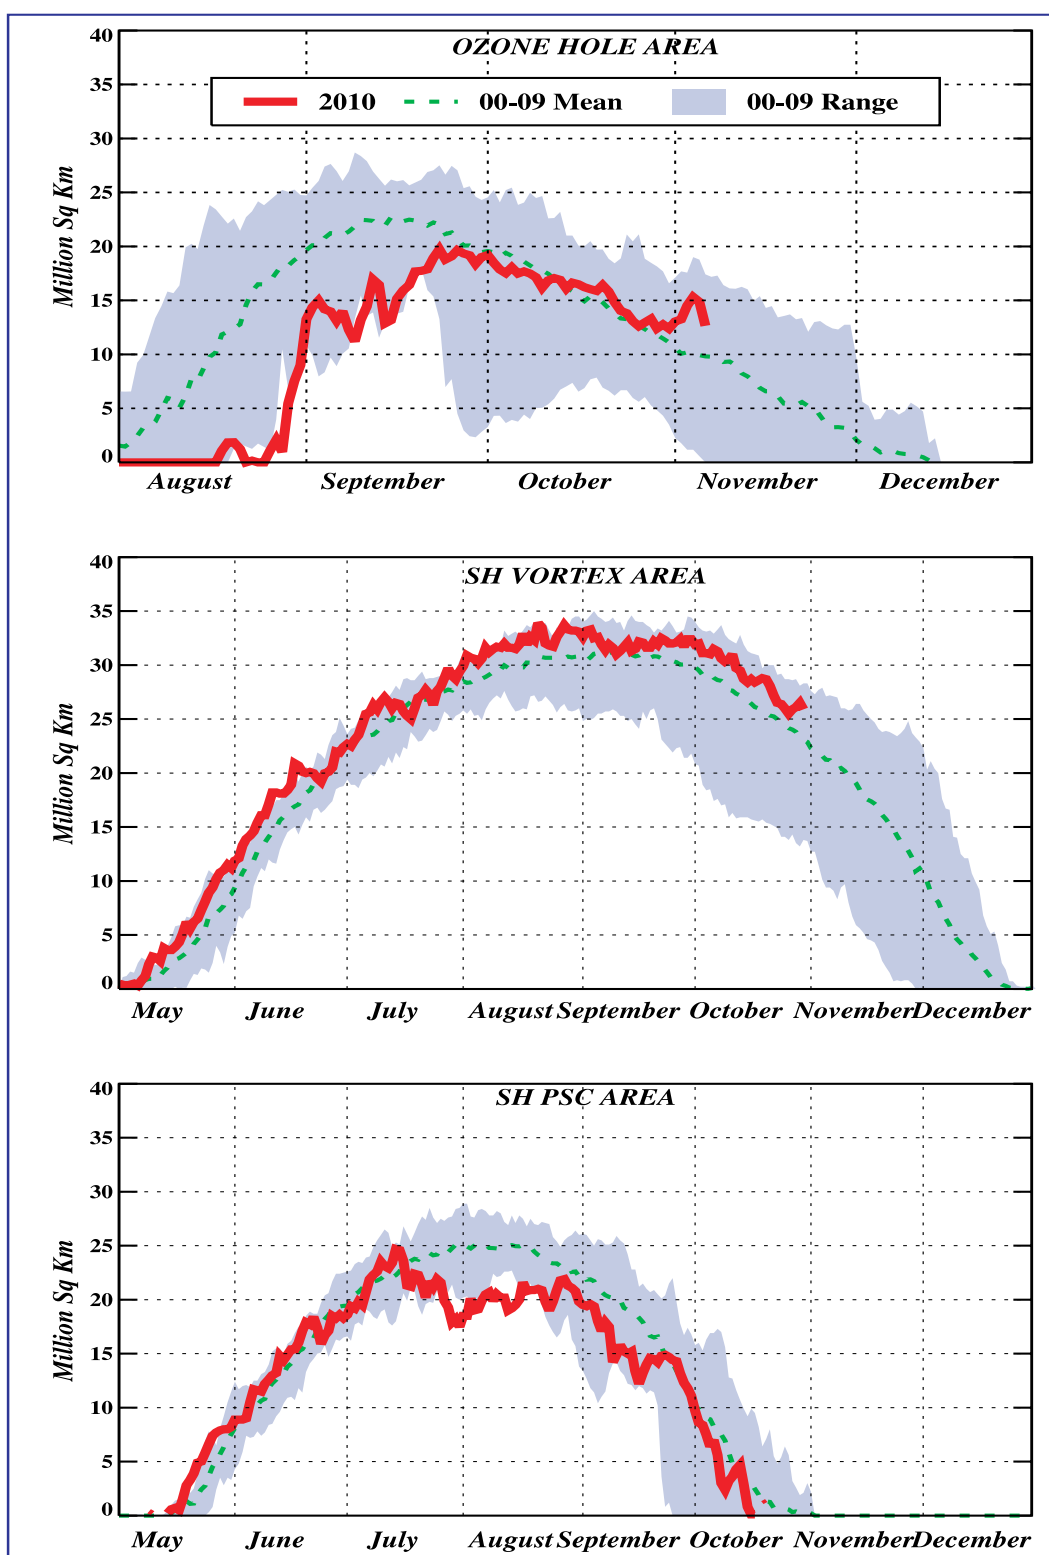 OZONE HOLE AREA
2010 00-09 Mean 00-09 Range
40
35
30
25
20
15
10
5
0
Million Sq Km
August September October November December
SH VORTEX AREA
40
35
30
25
20
15
10
5
0
Million Sq Km
May June July August September October November December
SH PSC AREA
40
35
30
25
20
15
10
5
0
Million Sq Km
May June July August September October November December